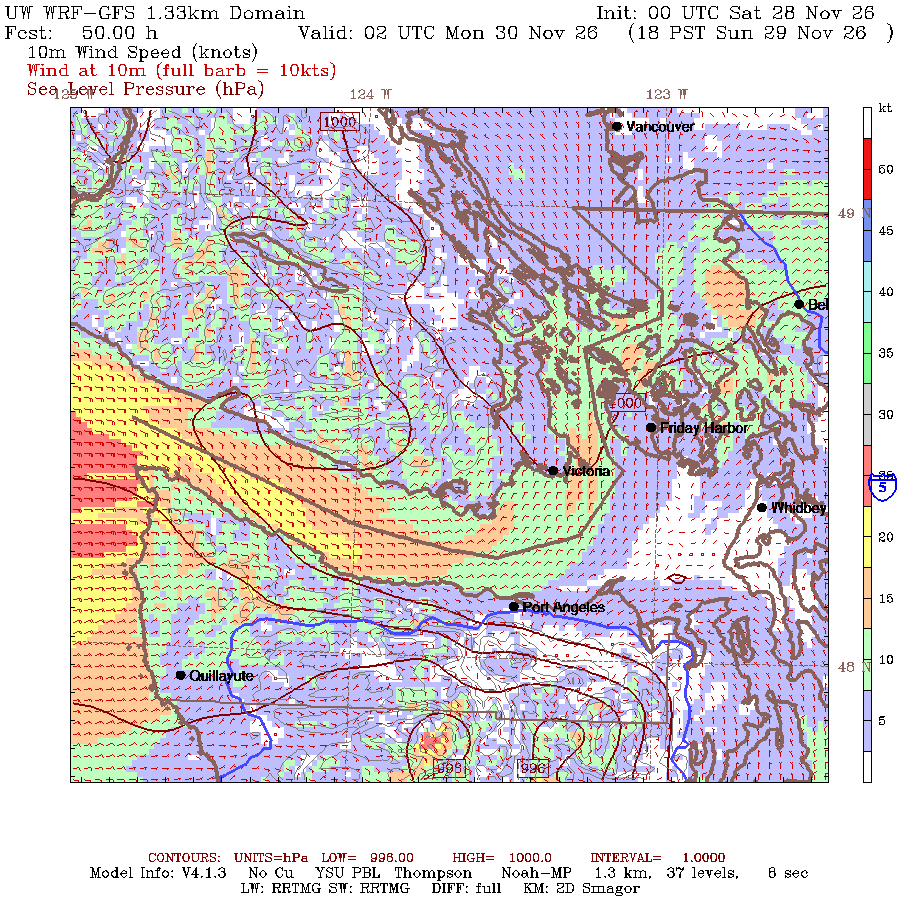 UW WRF-GFS 1.33km Domain Init: 00 UTC Sat 28 Nov 26
Fcst: 50.00 h Valid: 02 UTC Mon 30 Nov 26 (18 PST Sun 29 Nov 26 )
10m Wind Speed (knots)
Wind at 10m (full barb = 10kts)
Sea Level Pressure (hPa)
124 W 123 W
kt
1000
Vancouver
60
49 N
45
40
Bel
35
30
1000
Friday Harbor
Victoria
25
5
Whidbey
20
15
Port Angeles
10
48 N
Quillayute
5
998 996
CONTOURS: UNITS=hPa LOW= 996.00 HIGH= 1000.0 INTERVAL= 1.0000
Model Info: V4.1.3 No Cu YSU PBL Thompson Noah-MP 1.3 km, 37 levels, 8 sec
LW: RRTMG SW: RRTMG DIFF: full KM: 2D Smagor